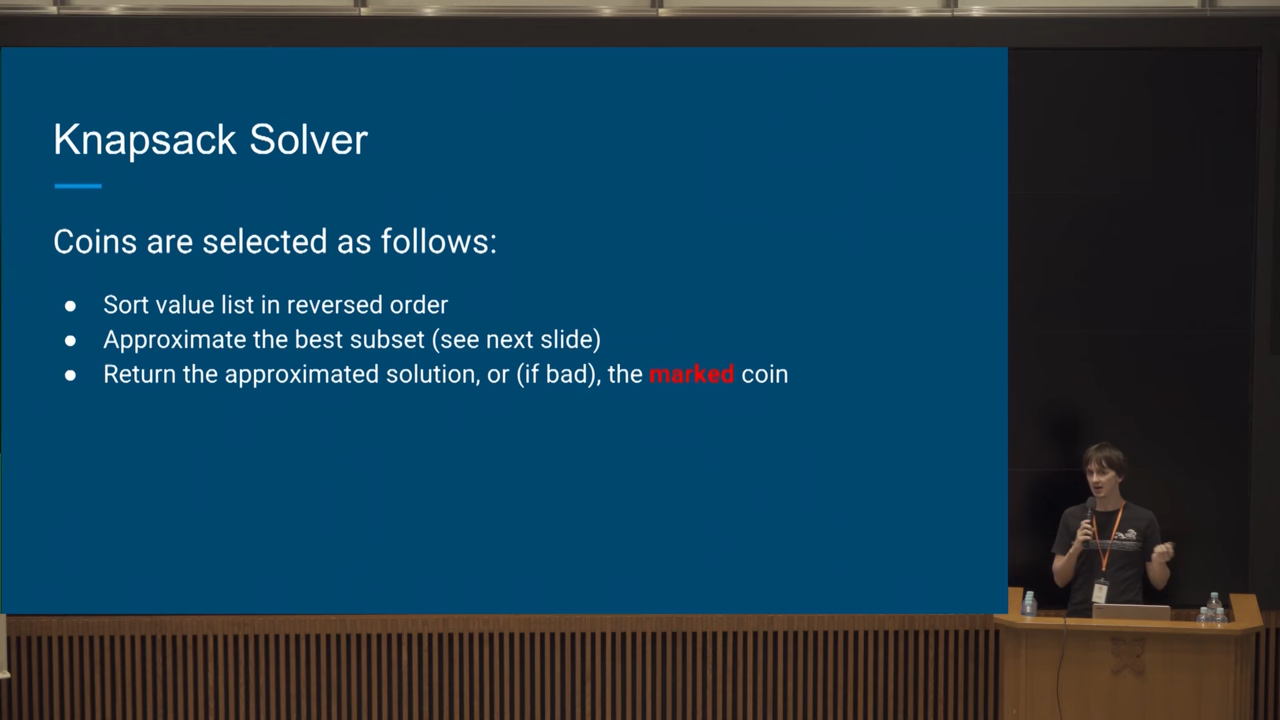 Knapsack Solver
Coins are selected as follows:
● Sort value list in reversed order
● Approximate the best subset (see next slide)
● Return the approximated solution, or (if bad), the marked coin